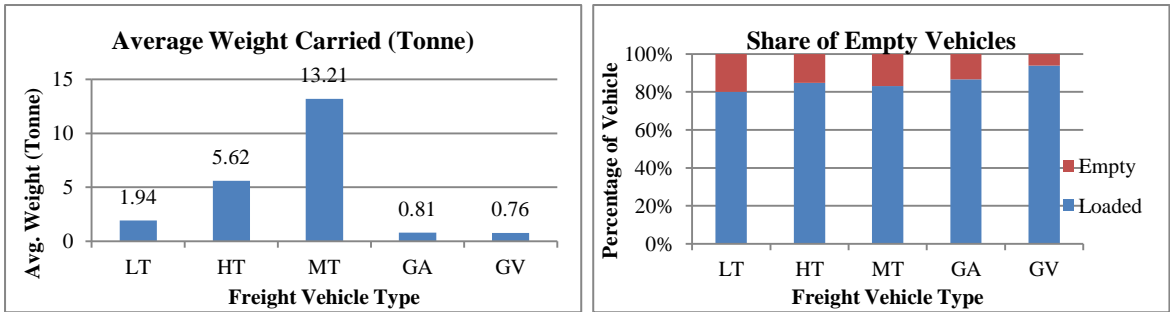 Average Weight Carried (Tonne)
Avg. Weight (Tonne)
15
10
5
0
1.94
5.62
13.21
0.81
0.76
LT HT MT GA GV
Freight Vehicle Type
Share of Empty Vehicles
Percentage of Vehicle
100%
80%
60%
40%
20%
0%
Empty
Loaded
LT HT MT GA GV
Freight Vehicle Type